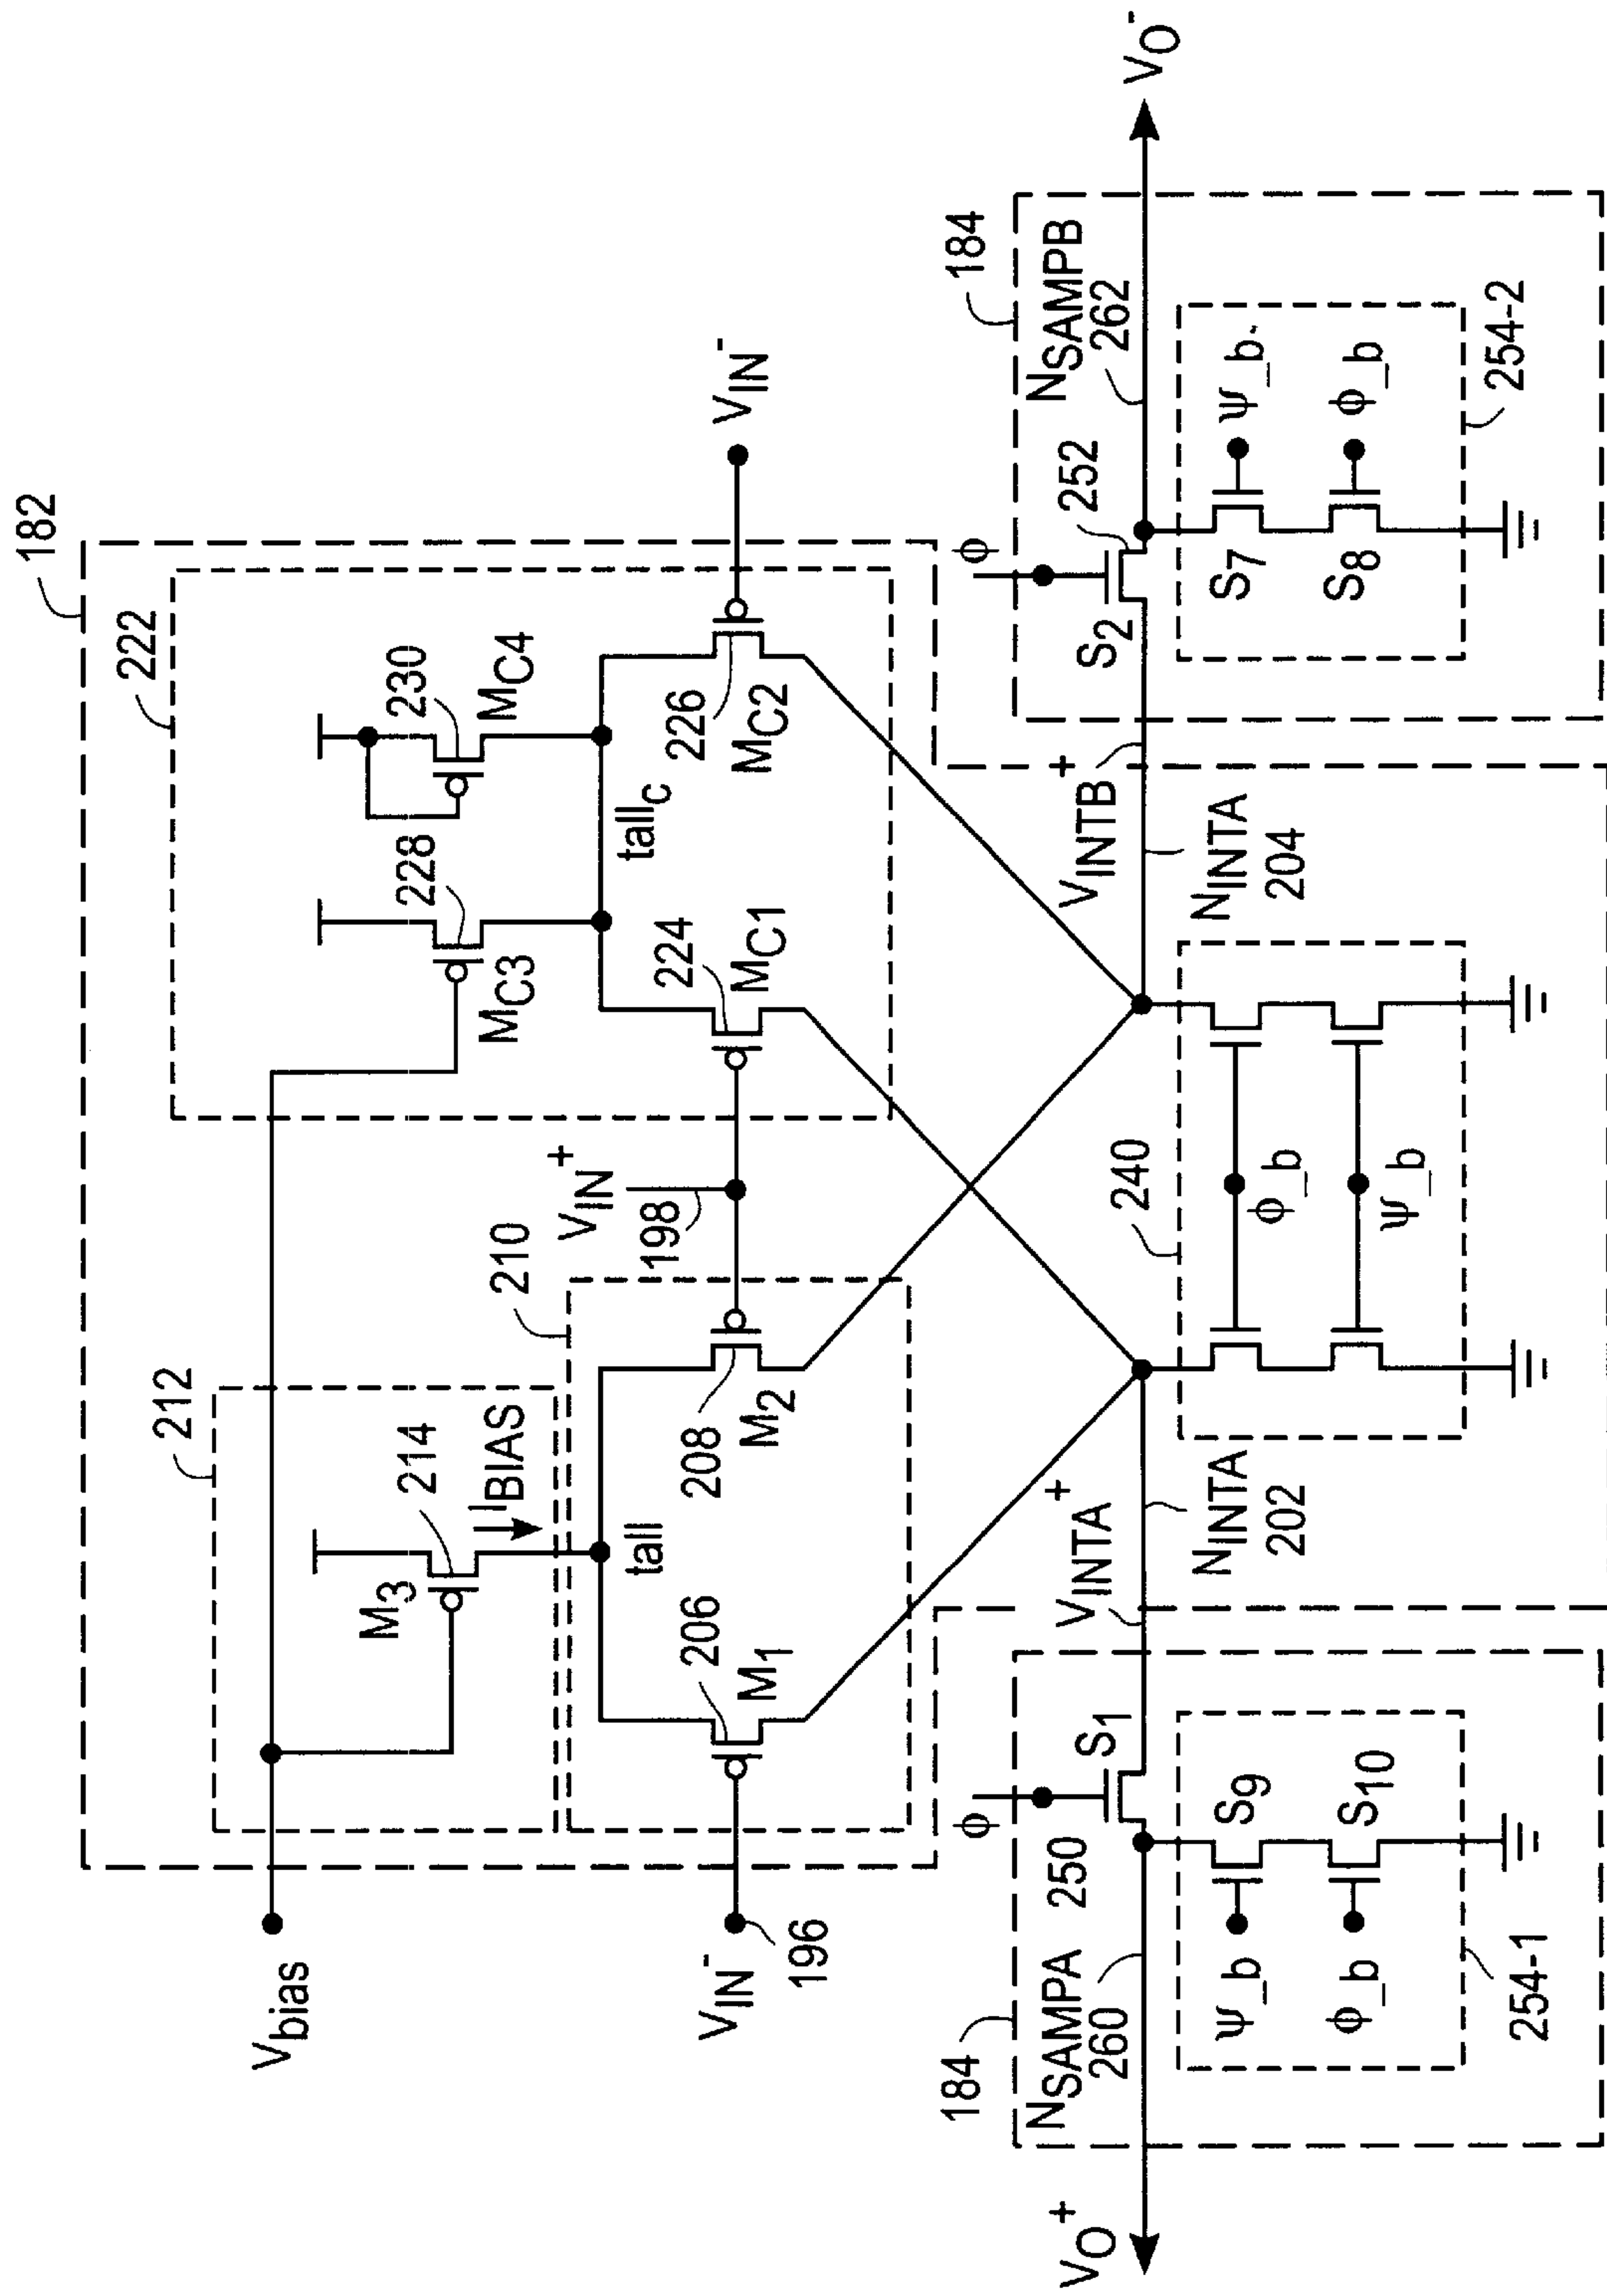 182
222
212
230
M_C4
228
M_C3
V_bias
M_3
214
I_BIAS
210
V_IN^+
198
tail_C
tail
V_IN^-
196
206
M_1
208
M_2
224
M_C1
226
M_C2
V_IN^-
184
N_SAMPA
260
250
ϕ
S_1
V_INTA^+
N_INTA
202
240
ϕ_b
ψ_b
V_INTB^+
N_INTA
204
ϕ
S_2
252
184
N_SAMPB
262
V_O^+
V_O^-
ψ_b
S_9
ϕ_b
S_10
254-1
S_7
ψ_b
S_8
ϕ_b
254-2